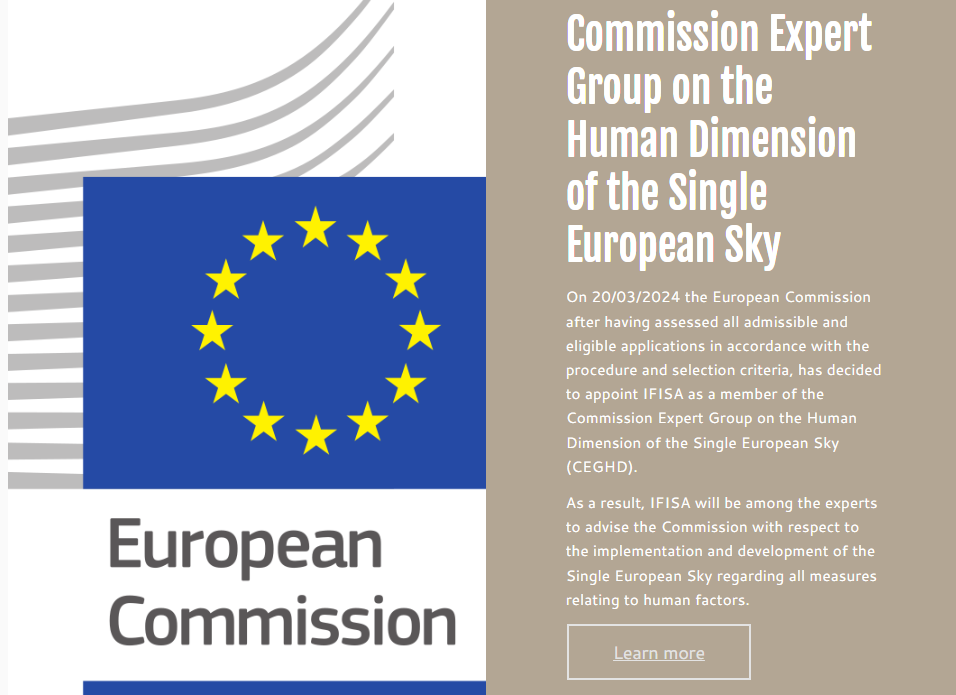 European
Commission
Commission Expert
Group on the
Human Dimension
of the Single
European Sky
On 20/03/2024 the European Commission
after having assessed all admissible and
eligible applications in accordance with the
procedure and selection criteria, has decided
to appoint IFISA as a member of the
Commission Expert Group on the Human
Dimension of the Single European Sky
(CEGHD).
As a result, IFISA will be among the experts
to advise the Commission with respect to
the implementation and development of the
Single European Sky regarding all measures
relating to human factors.
Learn more